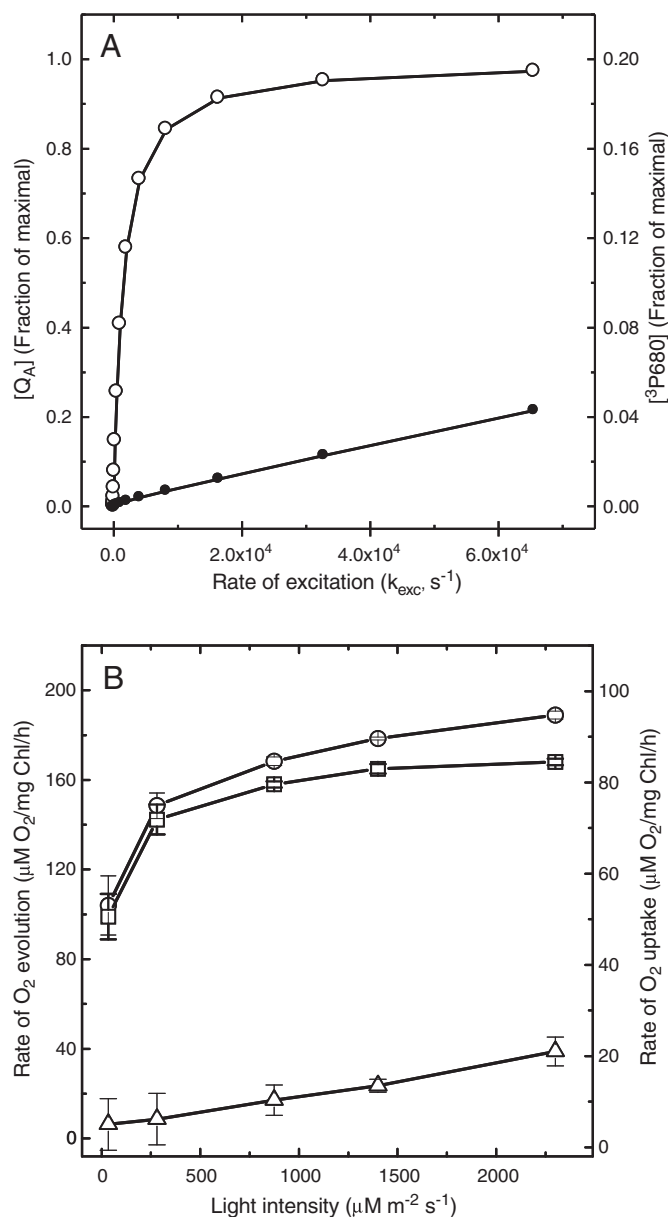 A
1.0
0.8
0.6
0.4
0.2
0.0
[Q_A] (Fraction of maximal)
0.20
0.16
0.12
0.08
0.04
0.00
[³P680] (Fraction of maximal)
0.0
2.0x10⁴
4.0x10⁴
6.0x10⁴
Rate of excitation (k_exc, s⁻¹)
B
200
160
120
80
40
0
Rate of O₂ evolution (μM O₂/mg Chl/h)
100
80
60
40
20
0
Rate of O₂ uptake (μM O₂/mg Chl/h)
0
500
1000
1500
2000
Light intensity (μM m⁻² s⁻¹)